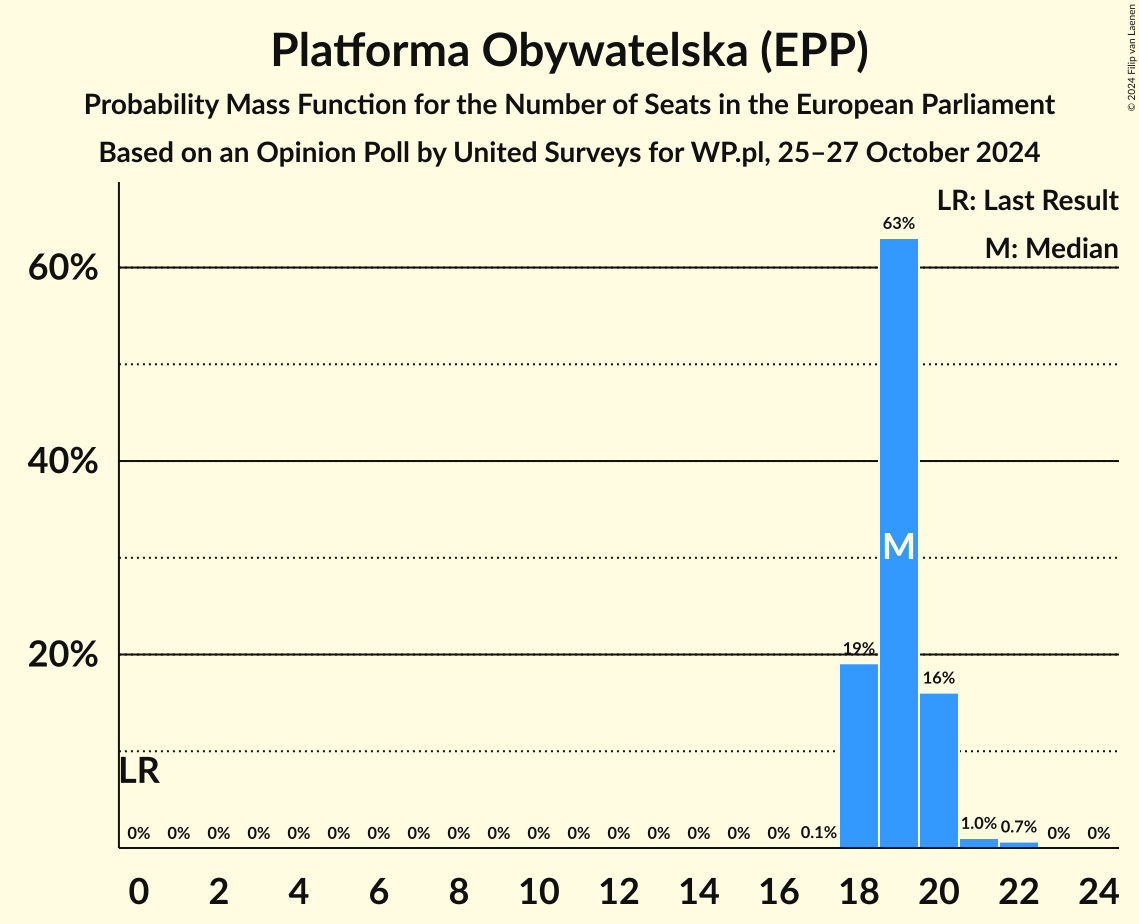 Platforma Obywatelska (EPP)
Probability Mass Function for the Number of Seats in the European Parliament
Based on an Opinion Poll by United Surveys for WP.pl, 25–27 October 2024
© 2024 Filip van Laenen
LR: Last Result
M: Median
60%
40%
20%
63%
M
19%
16%
LR
0% 0% 0% 0% 0% 0% 0% 0% 0% 0% 0% 0% 0% 0% 0% 0% 0% 0.1% 1.0% 0.7% 0% 0%
0 2 4 6 8 10 12 14 16 18 20 22 24